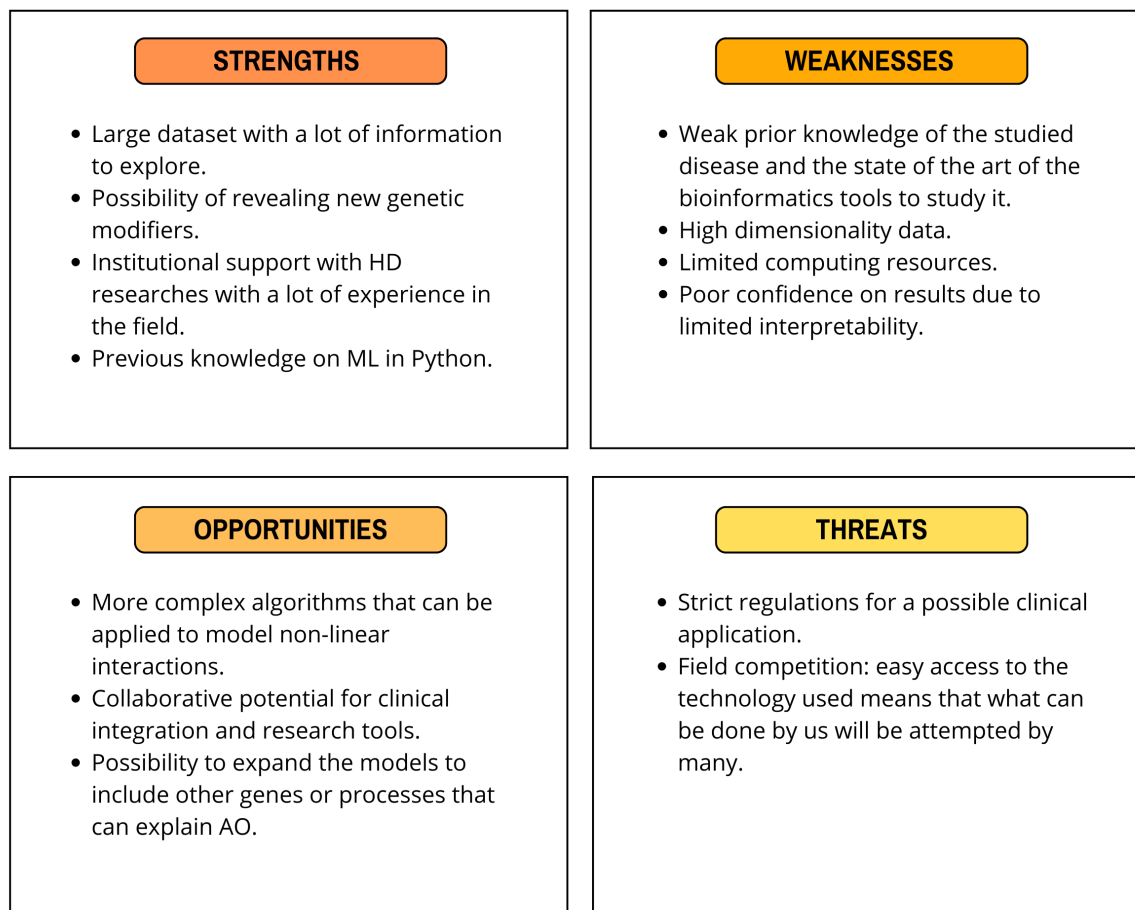 STRENGTHS
• Large dataset with a lot of information
to explore.
• Possibility of revealing new genetic
modifiers.
• Institutional support with HD
researches with a lot of experience in
the field.
• Previous knowledge on ML in Python.
WEAKNESSES
• Weak prior knowledge of the studied
disease and the state of the art of the
bioinformatics tools to study it.
• High dimensionality data.
• Limited computing resources.
• Poor confidence on results due to
limited interpretability.
OPPORTUNITIES
• More complex algorithms that can be
applied to model non-linear
interactions.
• Collaborative potential for clinical
integration and research tools.
• Possibility to expand the models to
include other genes or processes that
can explain AO.
THREATS
• Strict regulations for a possible clinical
application.
• Field competition: easy access to the
technology used means that what can
be done by us will be attempted by
many.